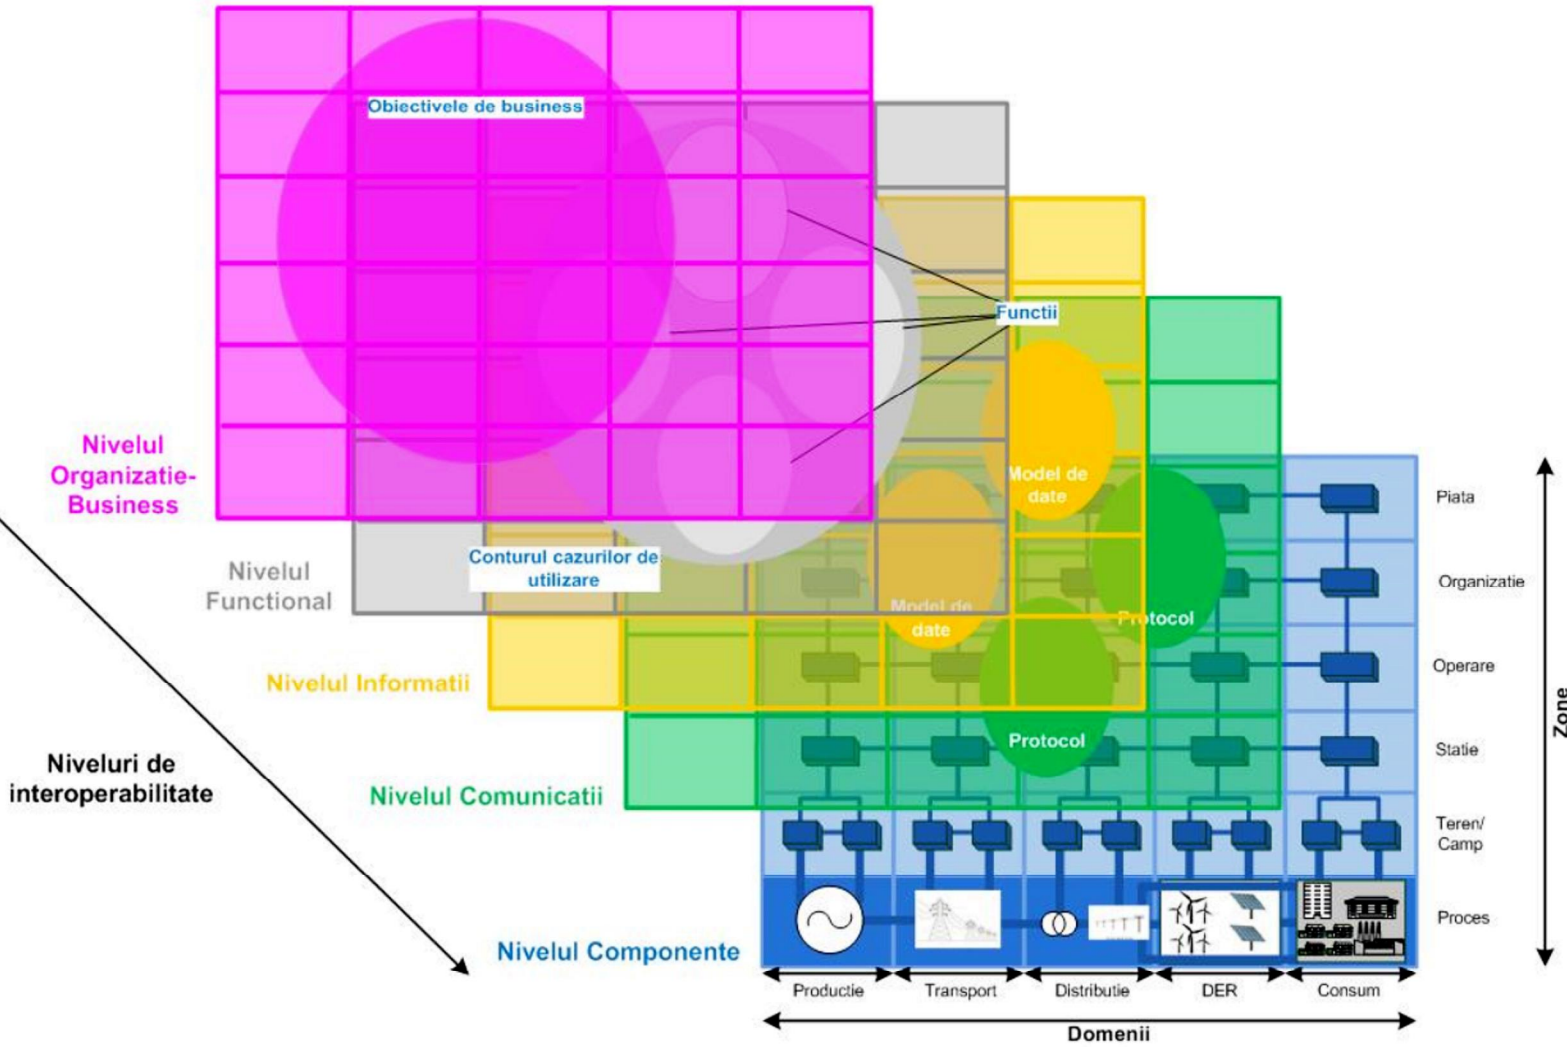 Obiectivele de business
Functii
Nivelul
Organizatie-
Business
Model de
date
Piata
Conturul cazurilor de
utilizare
Nivelul
Functional
Organizatie
Model de
date
Protocol
Nivelul Informatii
Operare
Zone
Protocol
Statie
Niveluri de
interoperabilitate
Nivelul Comunicatii
Teren/
Camp
Proces
Nivelul Componente
Productie
Transport
Distributie
DER
Consum
Domenii